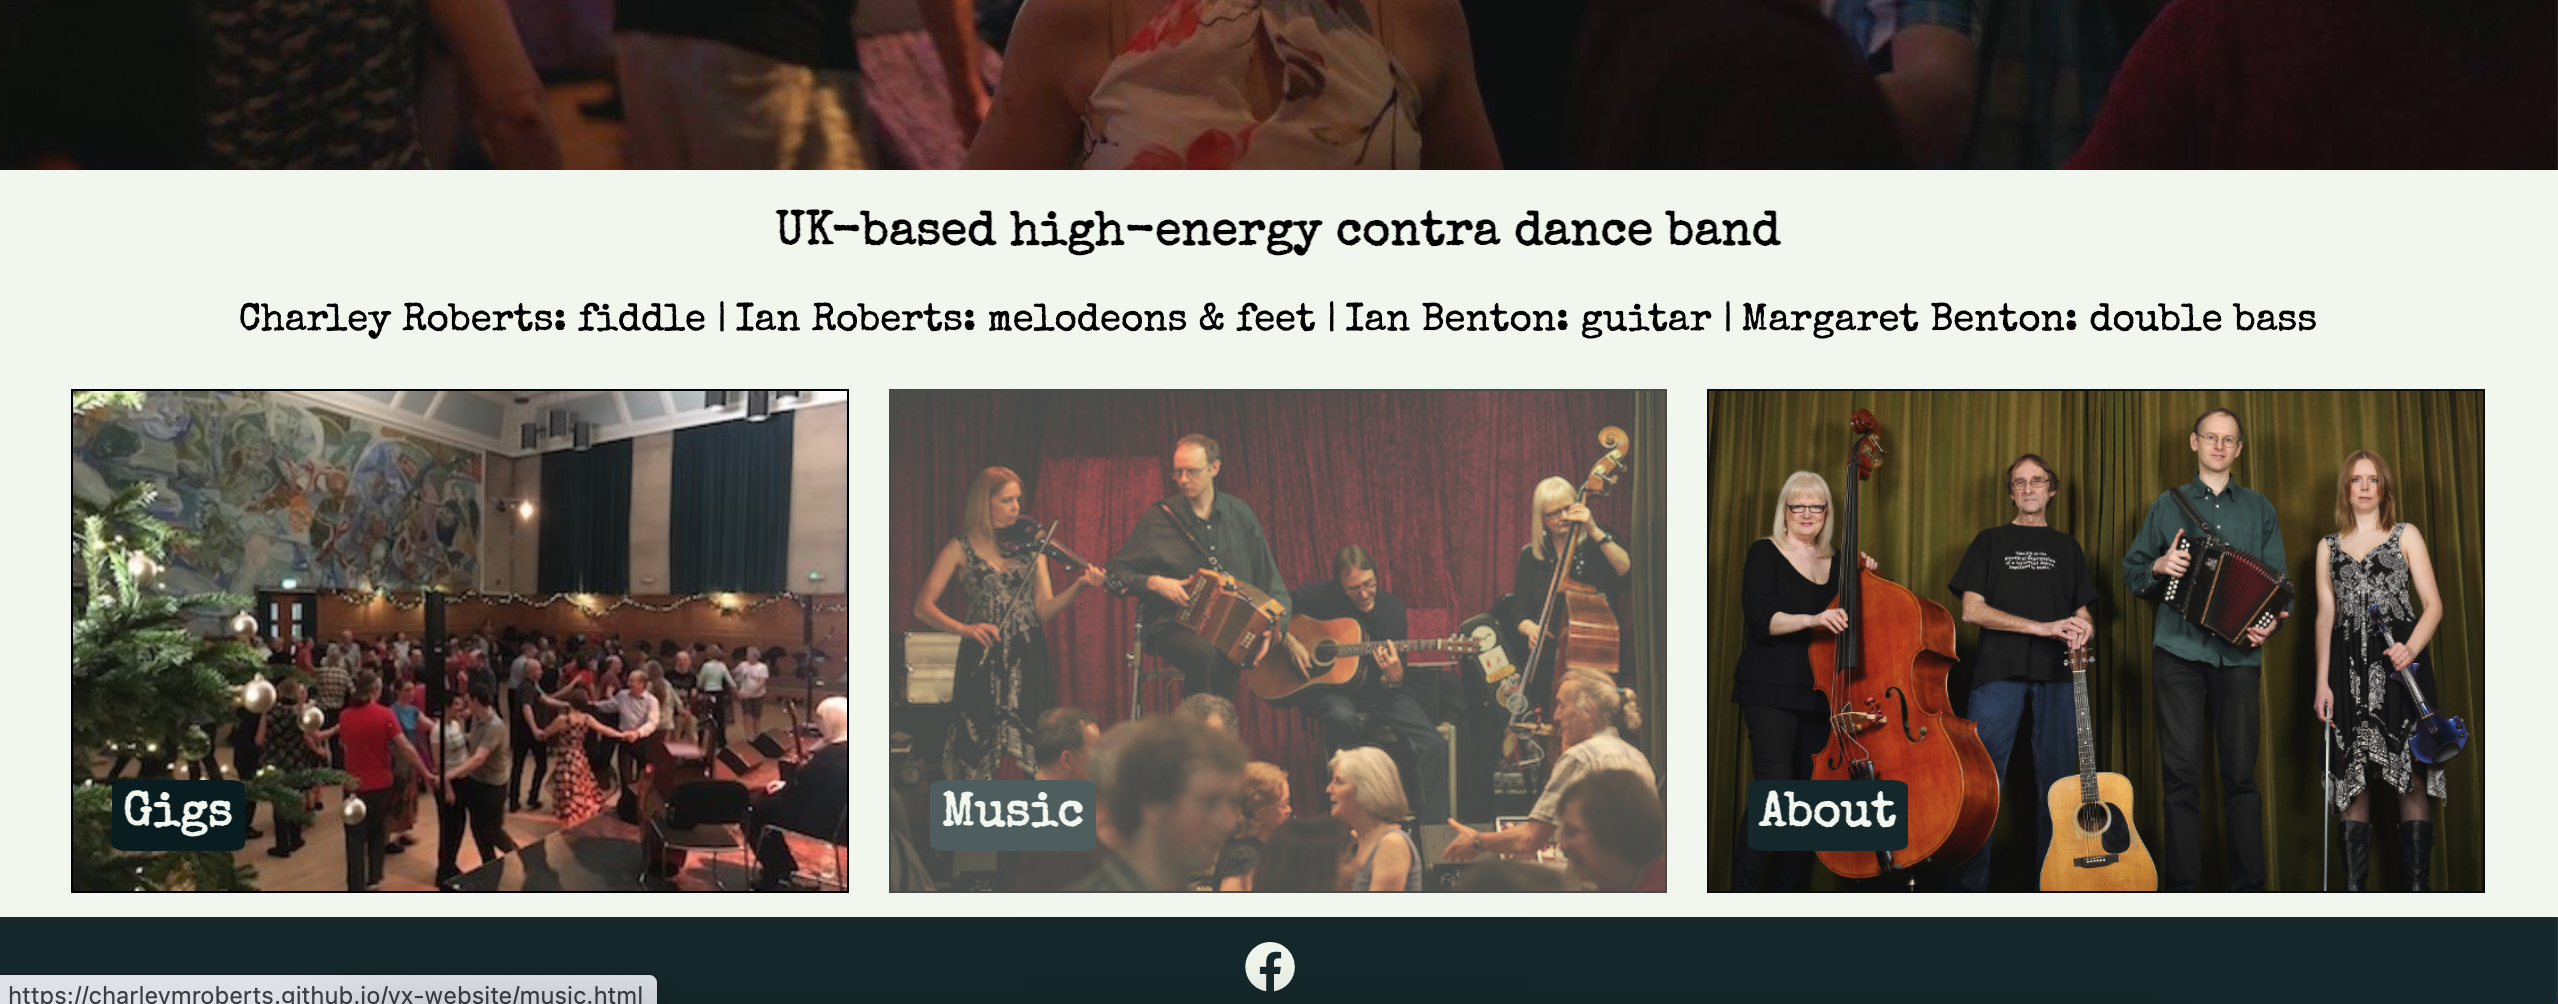 UK-based high-energy contra dance band
Charley Roberts: fiddle | Ian Roberts: melodeons & feet | Ian Benton: guitar | Margaret Benton: double bass
Gigs
Music
About
https://charleymroberts.github.io/yx-website/music.html